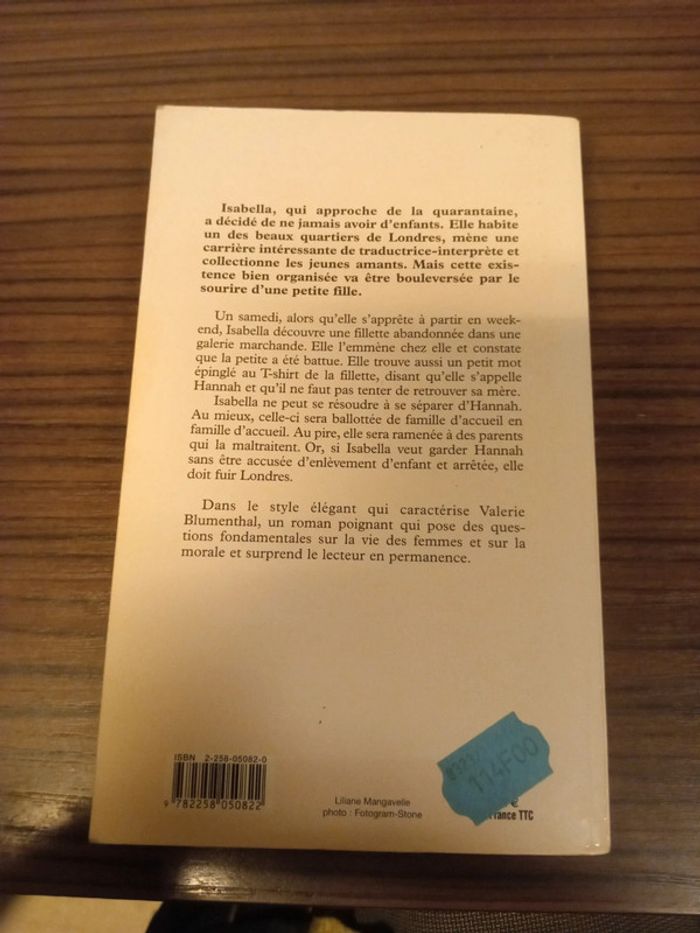 Isabella, qui approche de la quarantaine,
a décidé de ne jamais avoir d'enfants. Elle habite
un des beaux quartiers de Londres, mène une
carrière intéressante de traductrice-interprète et
collectionne les jeunes amants. Mais cette exis-
tence bien organisée va être bouleversée par le
sourire d'une petite fille.
Un samedi, alors qu'elle s'apprête à partir en week-
end, Isabella découvre une fillette abandonnée dans une
galerie marchande. Elle l'emmène chez elle et constate
que la petite a été battue. Elle trouve aussi un petit mot
épinglé au T-shirt de la fillette, disant qu'elle s'appelle
Hannah et qu'il ne faut pas tenter de retrouver sa mère.
Isabella ne peut se résoudre à se séparer d'Hannah.
Au mieux, celle-ci sera ballottée de famille d'accueil en
famille d'accueil. Au pire, elle sera ramenée à des parents
qui la maltraitent. Or, si Isabella veut garder Hannah
sans être accusée d'enlèvement d'enfant et arrêtée, elle
doit fuir Londres.
Dans le style élégant qui caractérise Valerie
Blumenthal, un roman poignant qui pose des ques-
tions fondamentales sur la vie des femmes et sur la
morale et surprend le lecteur en permanence.
ISBN 2-258-05082-0
9 782258 050822
Liliane Mangavelle
photo : Fotogram-Stone
114F00
€
France TTC